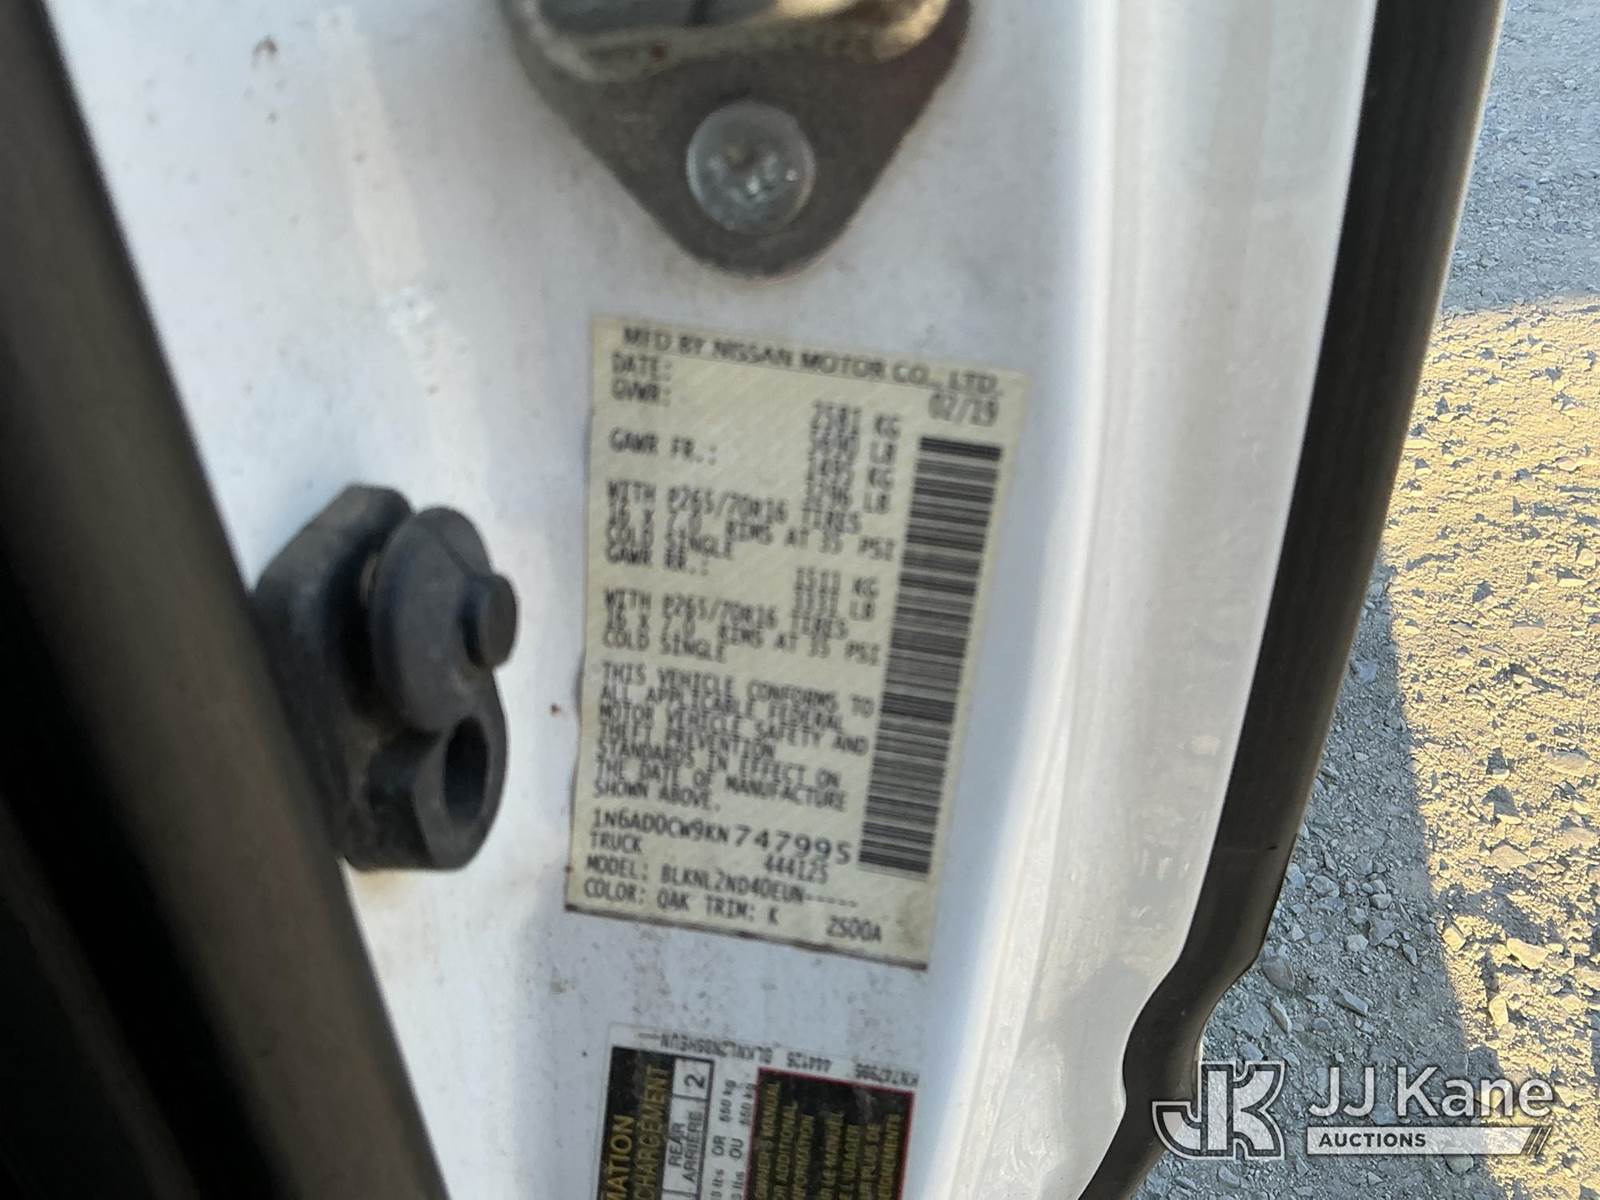 MFD BY NISSAN MOTOR CO., LTD.
DATE: 02/19
GVWR: 2581 KG
5690 LB
GAWR FR.: 1495 KG
3296 LB
WITH P265/70R16 TIRES
16 X 7.0 RIMS AT 35 PSI
COLD SINGLE
GAWR RR.: 1511 KG
3331 LB
WITH P265/70R16 TIRES
16 X 7.0 RIMS AT 35 PSI
COLD SINGLE
THIS VEHICLE CONFORMS TO
ALL APPLICABLE FEDERAL
MOTOR VEHICLE SAFETY AND
THEFT PREVENTION
STANDARDS IN EFFECT ON
THE DATE OF MANUFACTURE
SHOWN ABOVE.
1N6AD0CW9KN747995
TRUCK 444125
MODEL: BLKNL2ND40EUN-----
COLOR: QAK TRIM: K 2S00A
REAR
ARRIÈRE
2
JK
JJ Kane
AUCTIONS